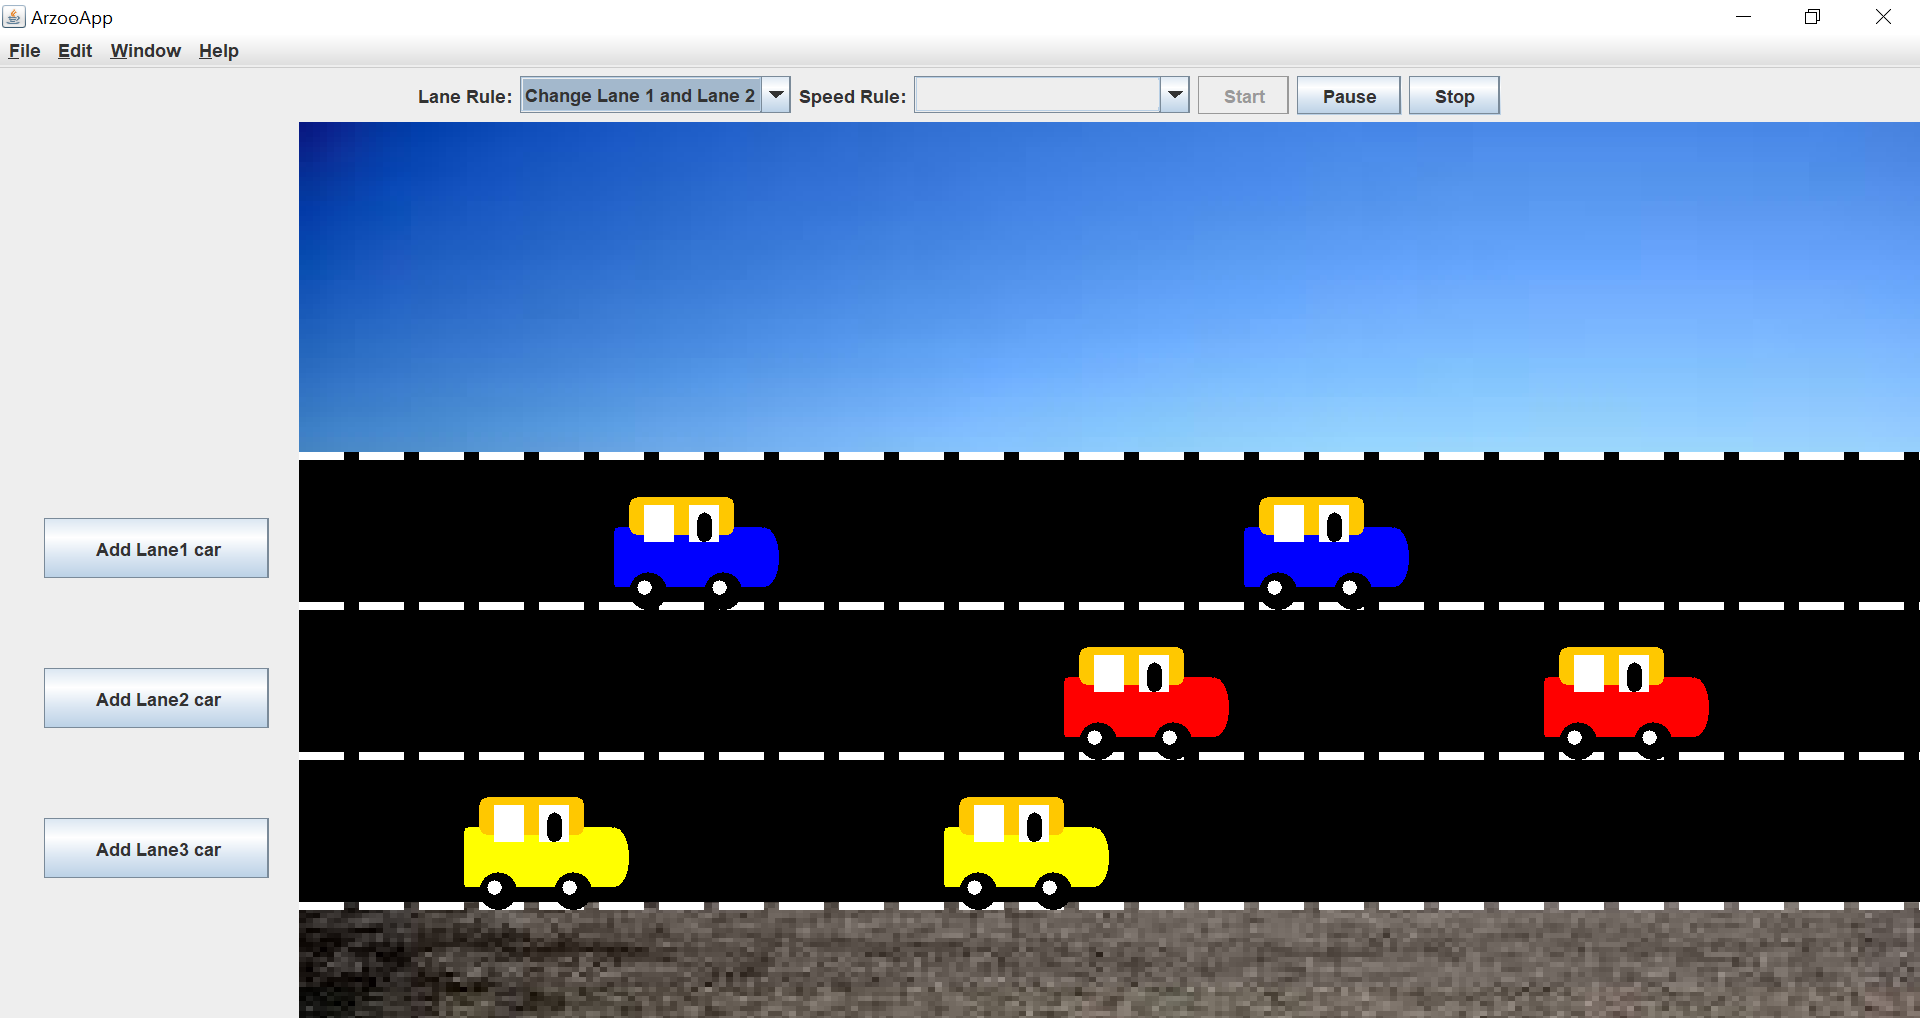 ArzooApp
File Edit Window Help
Lane Rule: Change Lane 1 and Lane 2 Speed Rule: Start Pause Stop
Add Lane1 car
Add Lane2 car
Add Lane3 car